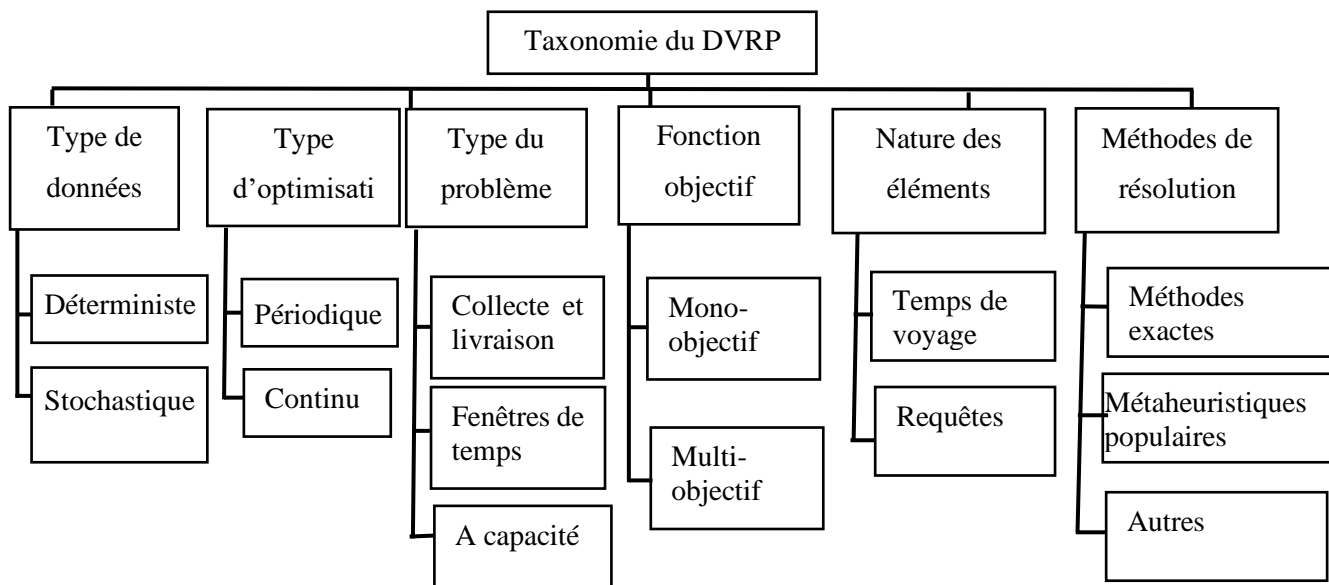 Taxonomie du DVRP
Type de
données
Type
d’optimisati
Type du
problème
Fonction
objectif
Nature des
éléments
Méthodes de
résolution
Déterministe
Stochastique
Périodique
Continu
Collecte et
livraison
Fenêtres de
temps
A capacité
Mono-
objectif
Multi-
objectif
Temps de
voyage
Requêtes
Méthodes
exactes
Métaheuristiques
populaires
Autres